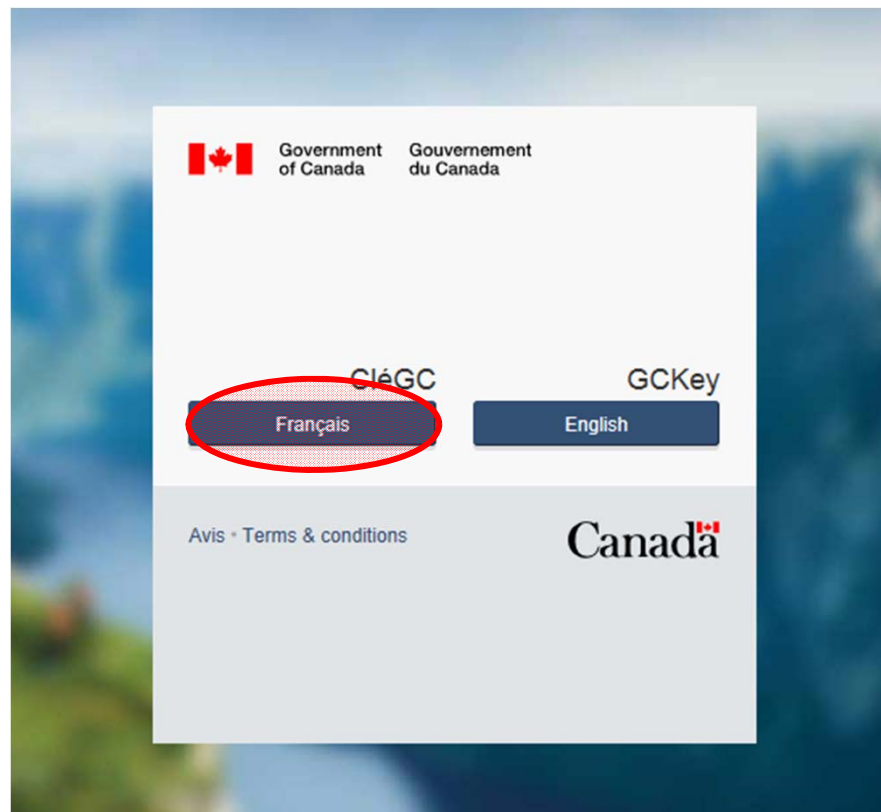 Government
of Canada
Gouvernement
du Canada
CléGC
GCKey
Français
English
Avis • Terms & conditions
Canada